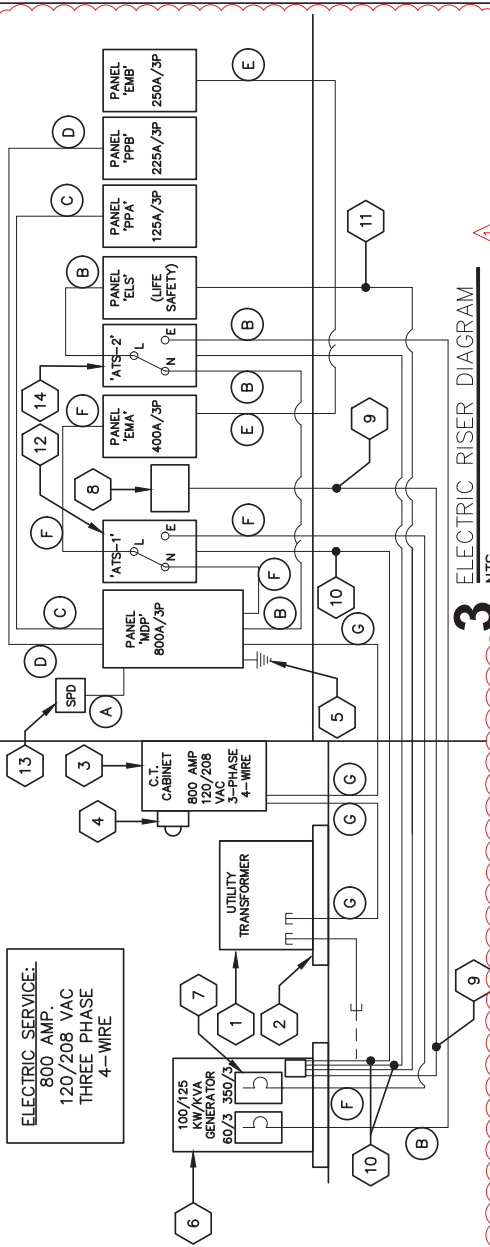 ELECTRIC SERVICE:
800 AMP.
120/208 VAC
THREE PHASE
4-WIRE
6
100/125
KW/KVA
GENERATOR
60/3
350/3
7
1
2
UTILITY
TRANSFORMER
4
3
C.T.
CABINET
800 AMP
120/208
VAC
3-PHASE
4-WIRE
13
SPD
A
D
C
PANEL
'MDP'
800A/3P
5
12
'ATS-1'
L
N
E
F
F
8
PANEL
'EMA'
400A/3P
14
'ATS-2'
L
N
E
B
PANEL
'ELS'
(LIFE
SAFETY)
C
PANEL
'PPA'
125A/3P
D
PANEL
'PPB'
225A/3P
PANEL
'EMB'
250A/3P
E
F
B
F
E
B
B
G
G
G
G
10
9
11
10
F
B
9
3
ELECTRIC RISER DIAGRAM
NTS
1